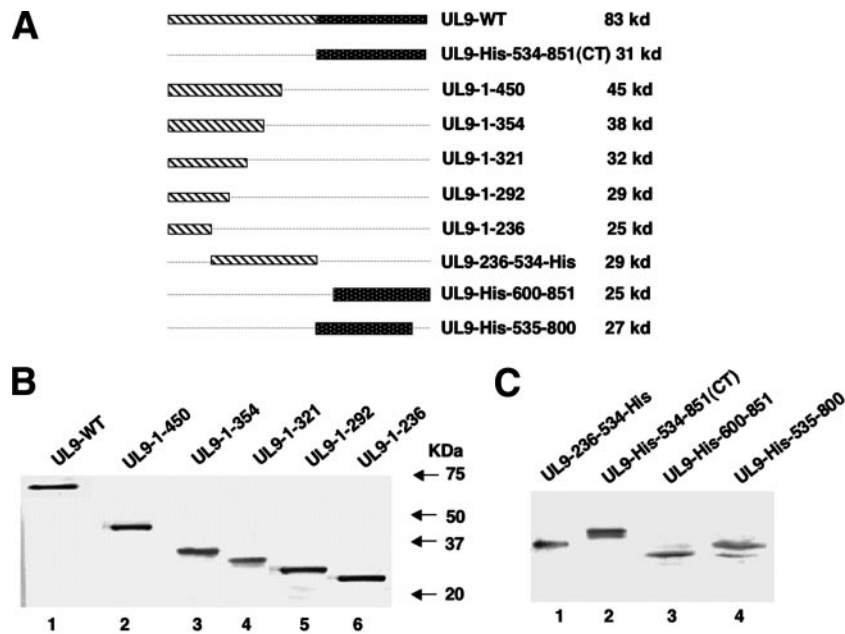 A
UL9-WT 83 kd
UL9-His-534-851(CT) 31 kd
UL9-1-450 45 kd
UL9-1-354 38 kd
UL9-1-321 32 kd
UL9-1-292 29 kd
UL9-1-236 25 kd
UL9-236-534-His 29 kd
UL9-His-600-851 25 kd
UL9-His-535-800 27 kd
B
UL9-WT
UL9-1-450
UL9-1-354
UL9-1-321
UL9-1-292
UL9-1-236
KDa
75
50
37
20
1 2 3 4 5 6
C
UL9-236-534-His
UL9-His-534-851(CT)
UL9-His-600-851
UL9-His-535-800
1 2 3 4